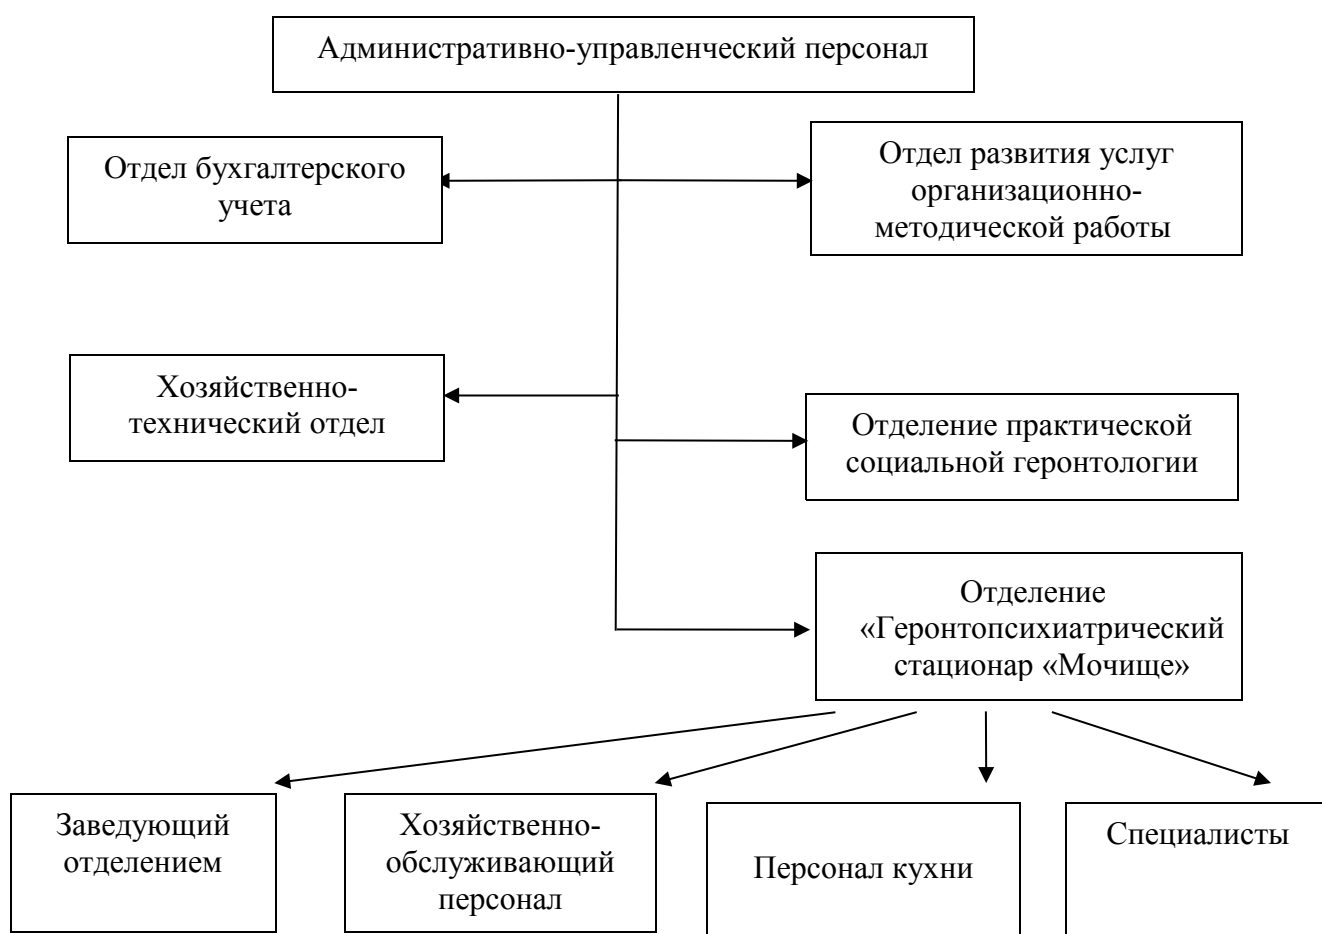 Административно-управленческий персонал
Отдел бухгалтерского
учета
Отдел развития услуг
организационно-
методической работы
Хозяйственно-
технический отдел
Отделение практической
социальной геронтологии
Отделение
«Геронтопсихиатрический
стационар «Мочище»
Заведующий
отделением
Хозяйственно-
обслуживающий
персонал
Персонал кухни
Специалисты